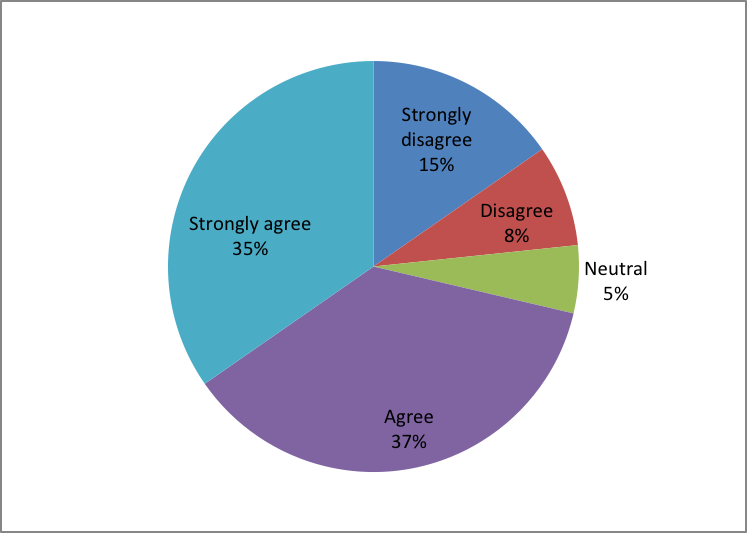 Strongly
disagree
15%
Disagree
8%
Neutral
5%
Agree
37%
Strongly agree
35%